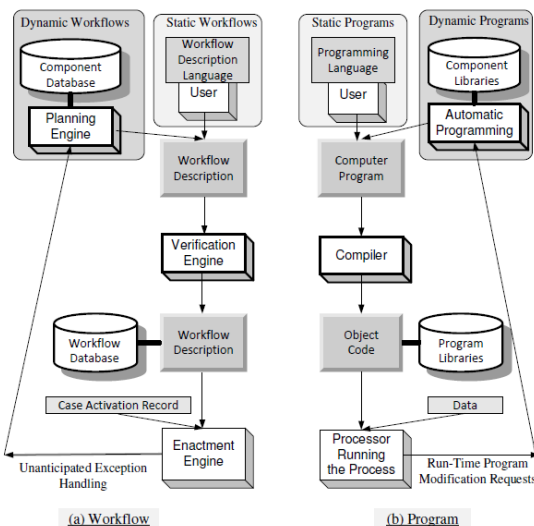 Dynamic Workflows
Static Workflows
Static Programs
Dynamic Programs
Component
Database
Planning
Engine
Workflow
Description
Language
User
Programming
Language
User
Component
Libraries
Automatic
Programming
Workflow
Description
Computer
Program
Verification
Engine
Compiler
Workflow
Database
Workflow
Description
Object
Code
Program
Libraries
Case Activation Record
Data
Enactment
Engine
Processor
Running
the Process
Unanticipated Exception
Handling
Run-Time Program
Modification Requests
(a) Workflow
(b) Program